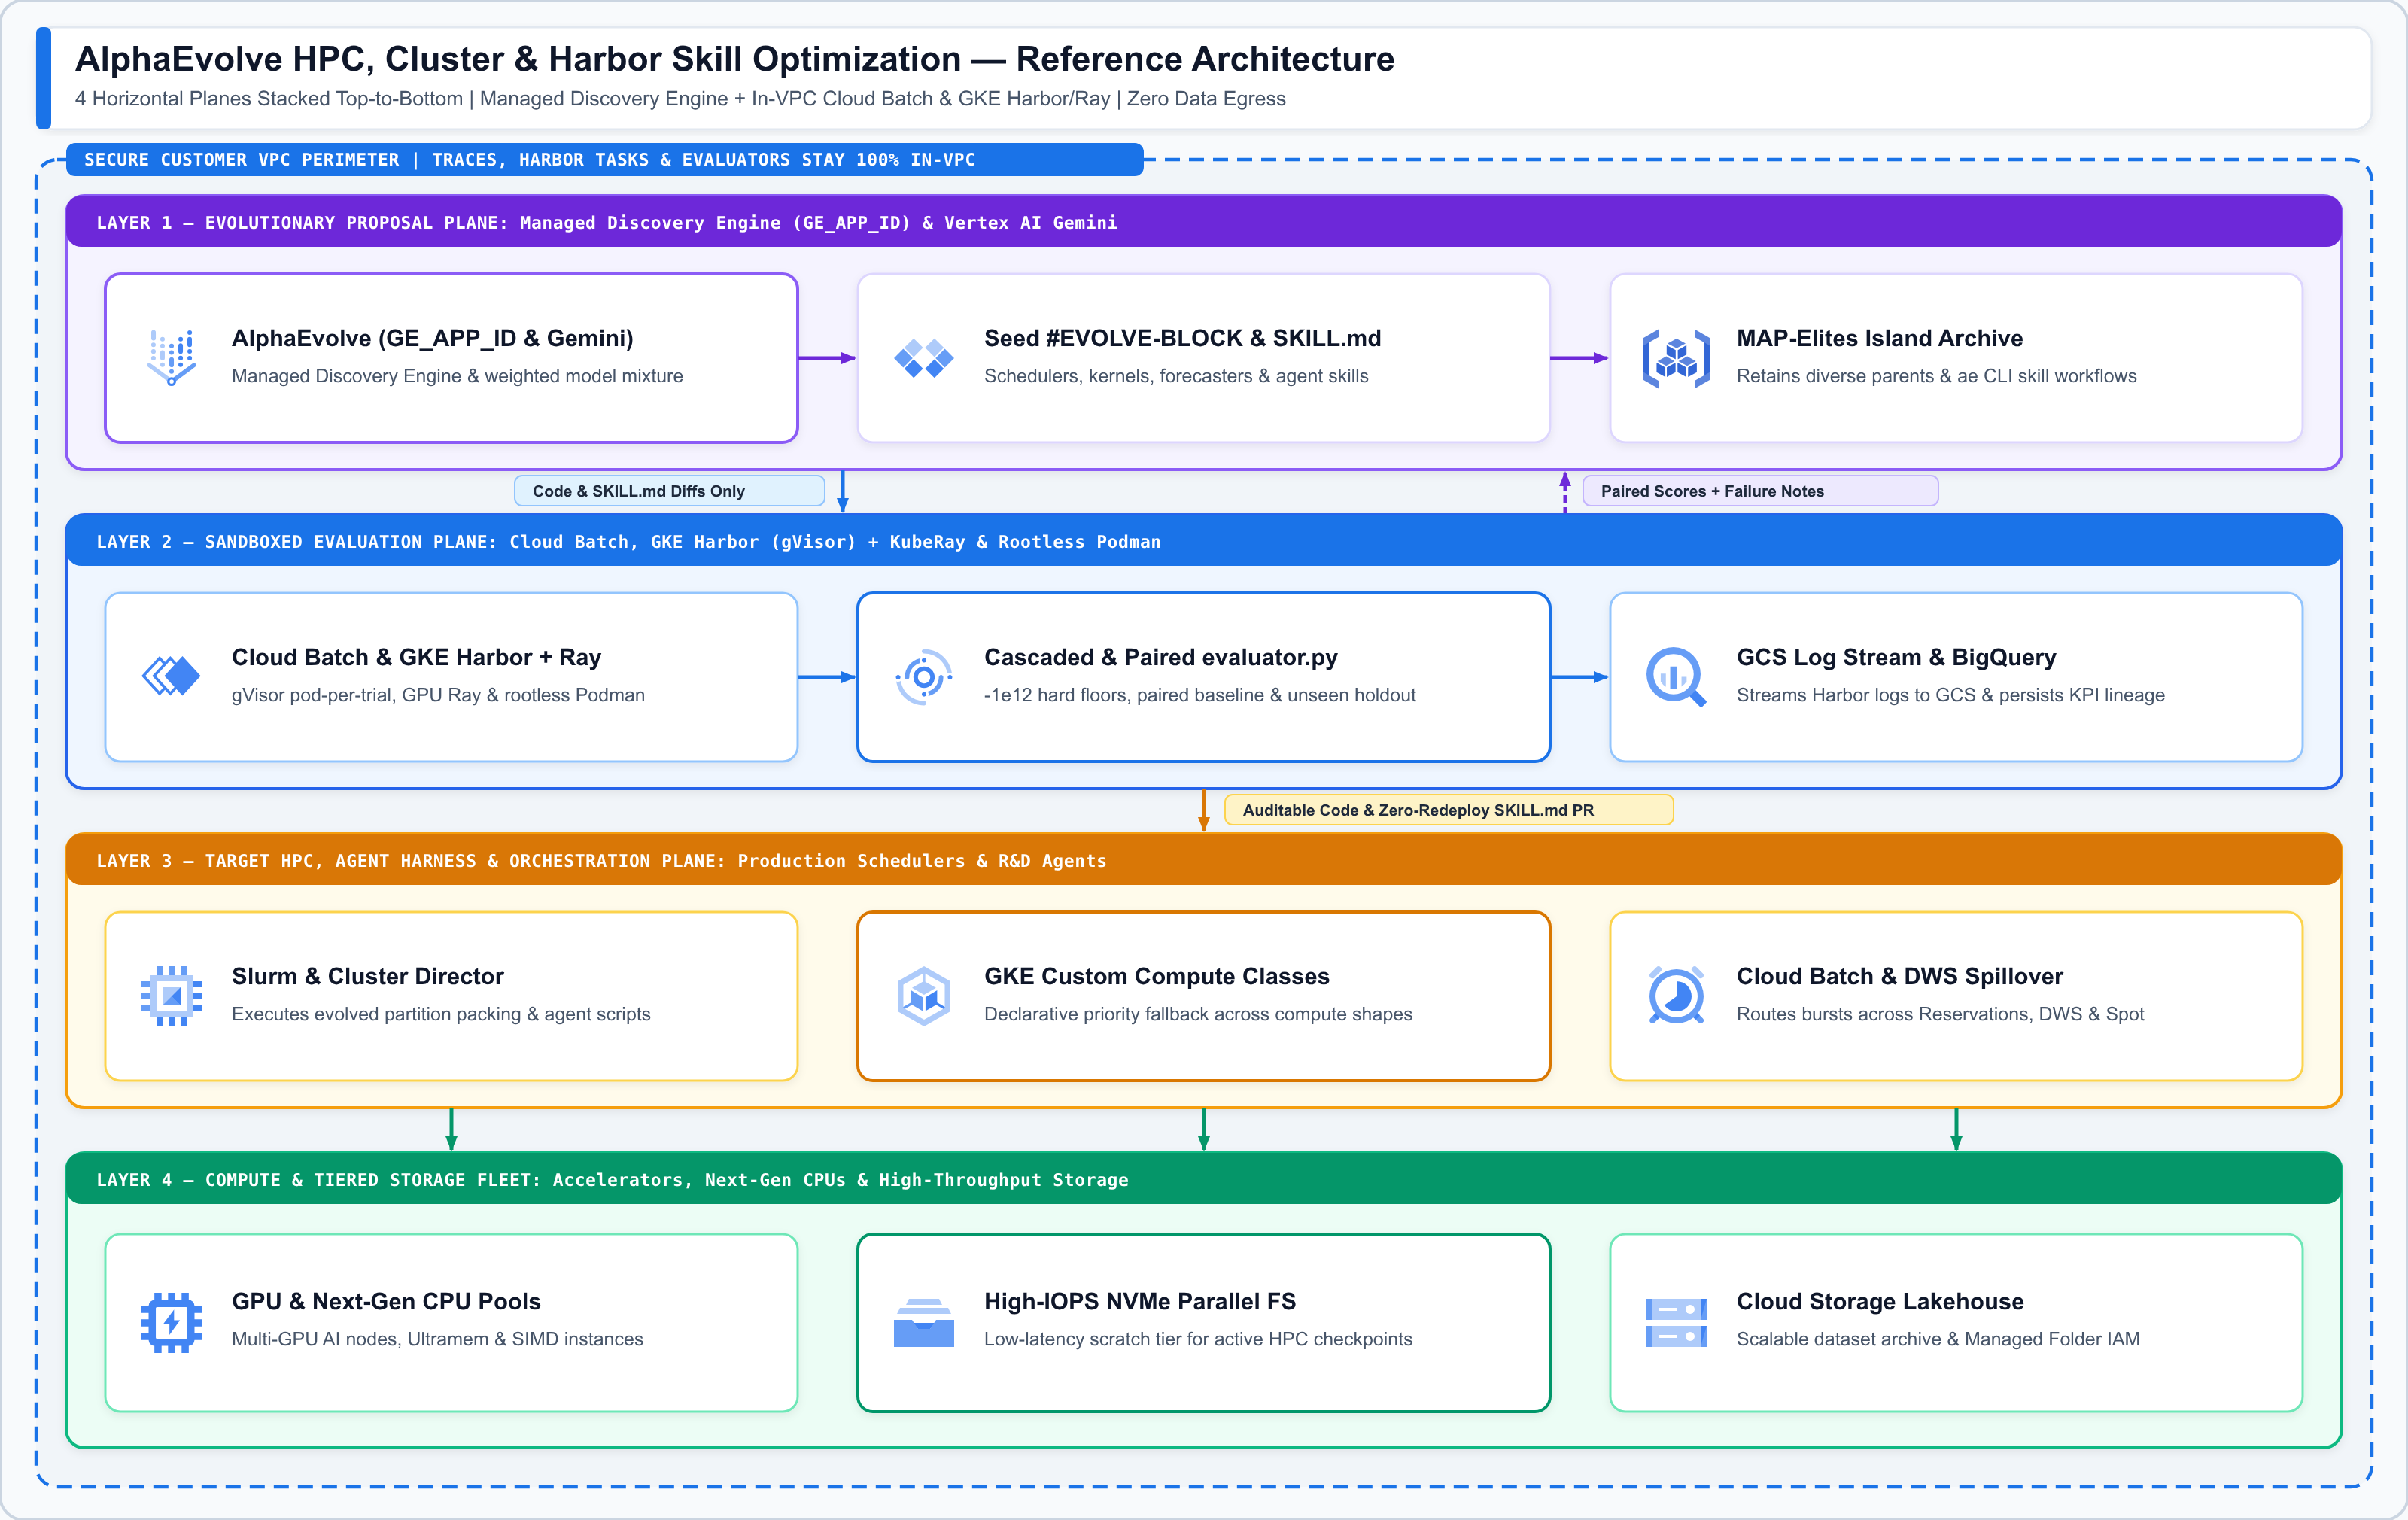 AlphaEvolve HPC, Cluster & Harbor Skill Optimization — Reference Architecture
4 Horizontal Planes Stacked Top-to-Bottom | Managed Discovery Engine + In-VPC Cloud Batch & GKE Harbor/Ray | Zero Data Egress
SECURE CUSTOMER VPC PERIMETER | TRACES, HARBOR TASKS & EVALUATORS STAY 100% IN-VPC
LAYER 1 — EVOLUTIONARY PROPOSAL PLANE: Managed Discovery Engine (GE_APP_ID) & Vertex AI Gemini
AlphaEvolve (GE_APP_ID & Gemini)
Managed Discovery Engine & weighted model mixture
Seed #EVOLVE-BLOCK & SKILL.md
Schedulers, kernels, forecasters & agent skills
MAP-Elites Island Archive
Retains diverse parents & ae CLI skill workflows
Code & SKILL.md Diffs Only
Paired Scores + Failure Notes
LAYER 2 — SANDBOXED EVALUATION PLANE: Cloud Batch, GKE Harbor (gVisor) + KubeRay & Rootless Podman
Cloud Batch & GKE Harbor + Ray
gVisor pod-per-trial, GPU Ray & rootless Podman
Cascaded & Paired evaluator.py
-1e12 hard floors, paired baseline & unseen holdout
GCS Log Stream & BigQuery
Streams Harbor logs to GCS & persists KPI lineage
Auditable Code & Zero-Redeploy SKILL.md PR
LAYER 3 — TARGET HPC, AGENT HARNESS & ORCHESTRATION PLANE: Production Schedulers & R&D Agents
Slurm & Cluster Director
Executes evolved partition packing & agent scripts
GKE Custom Compute Classes
Declarative priority fallback across compute shapes
Cloud Batch & DWS Spillover
Routes bursts across Reservations, DWS & Spot
LAYER 4 — COMPUTE & TIERED STORAGE FLEET: Accelerators, Next-Gen CPUs & High-Throughput Storage
GPU & Next-Gen CPU Pools
Multi-GPU AI nodes, Ultramem & SIMD instances
High-IOPS NVMe Parallel FS
Low-latency scratch tier for active HPC checkpoints
Cloud Storage Lakehouse
Scalable dataset archive & Managed Folder IAM